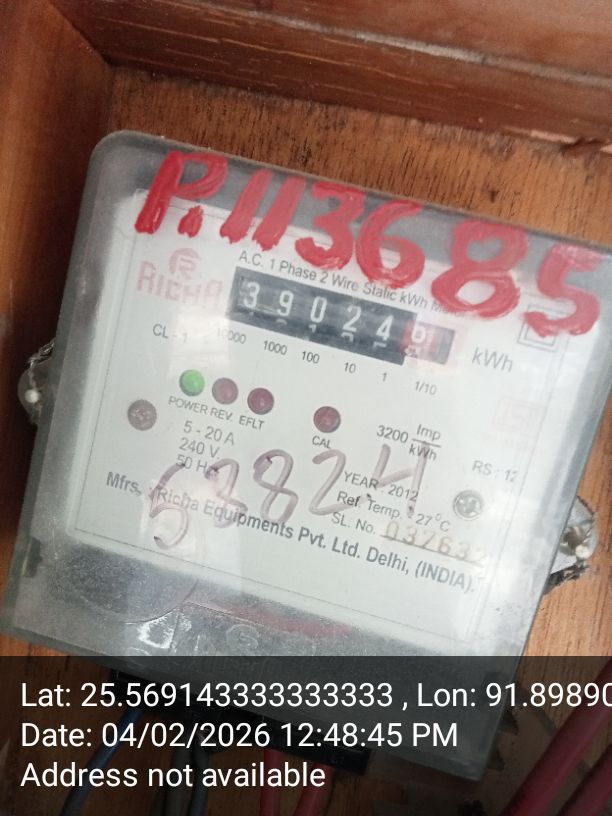 P.113685
RICHA
A.C. 1 Phase 2 Wire Static kWh
39024
kWh
CL - 1 10000 1000 100 10 1 1/10
POWER REV. EFLT
CAL
3200 Imp/kWh
5 - 20 A
240 V
50 Hz
RS : 12
YEAR : 2012
Ref. Temp. : 27°C
SL. No. 037632
Mfrs. : Richa Equipments Pvt. Ltd. Delhi, (INDIA).
Lat: 25.569143333333333 , Lon: 91.89890
Date: 04/02/2026 12:48:45 PM
Address not available